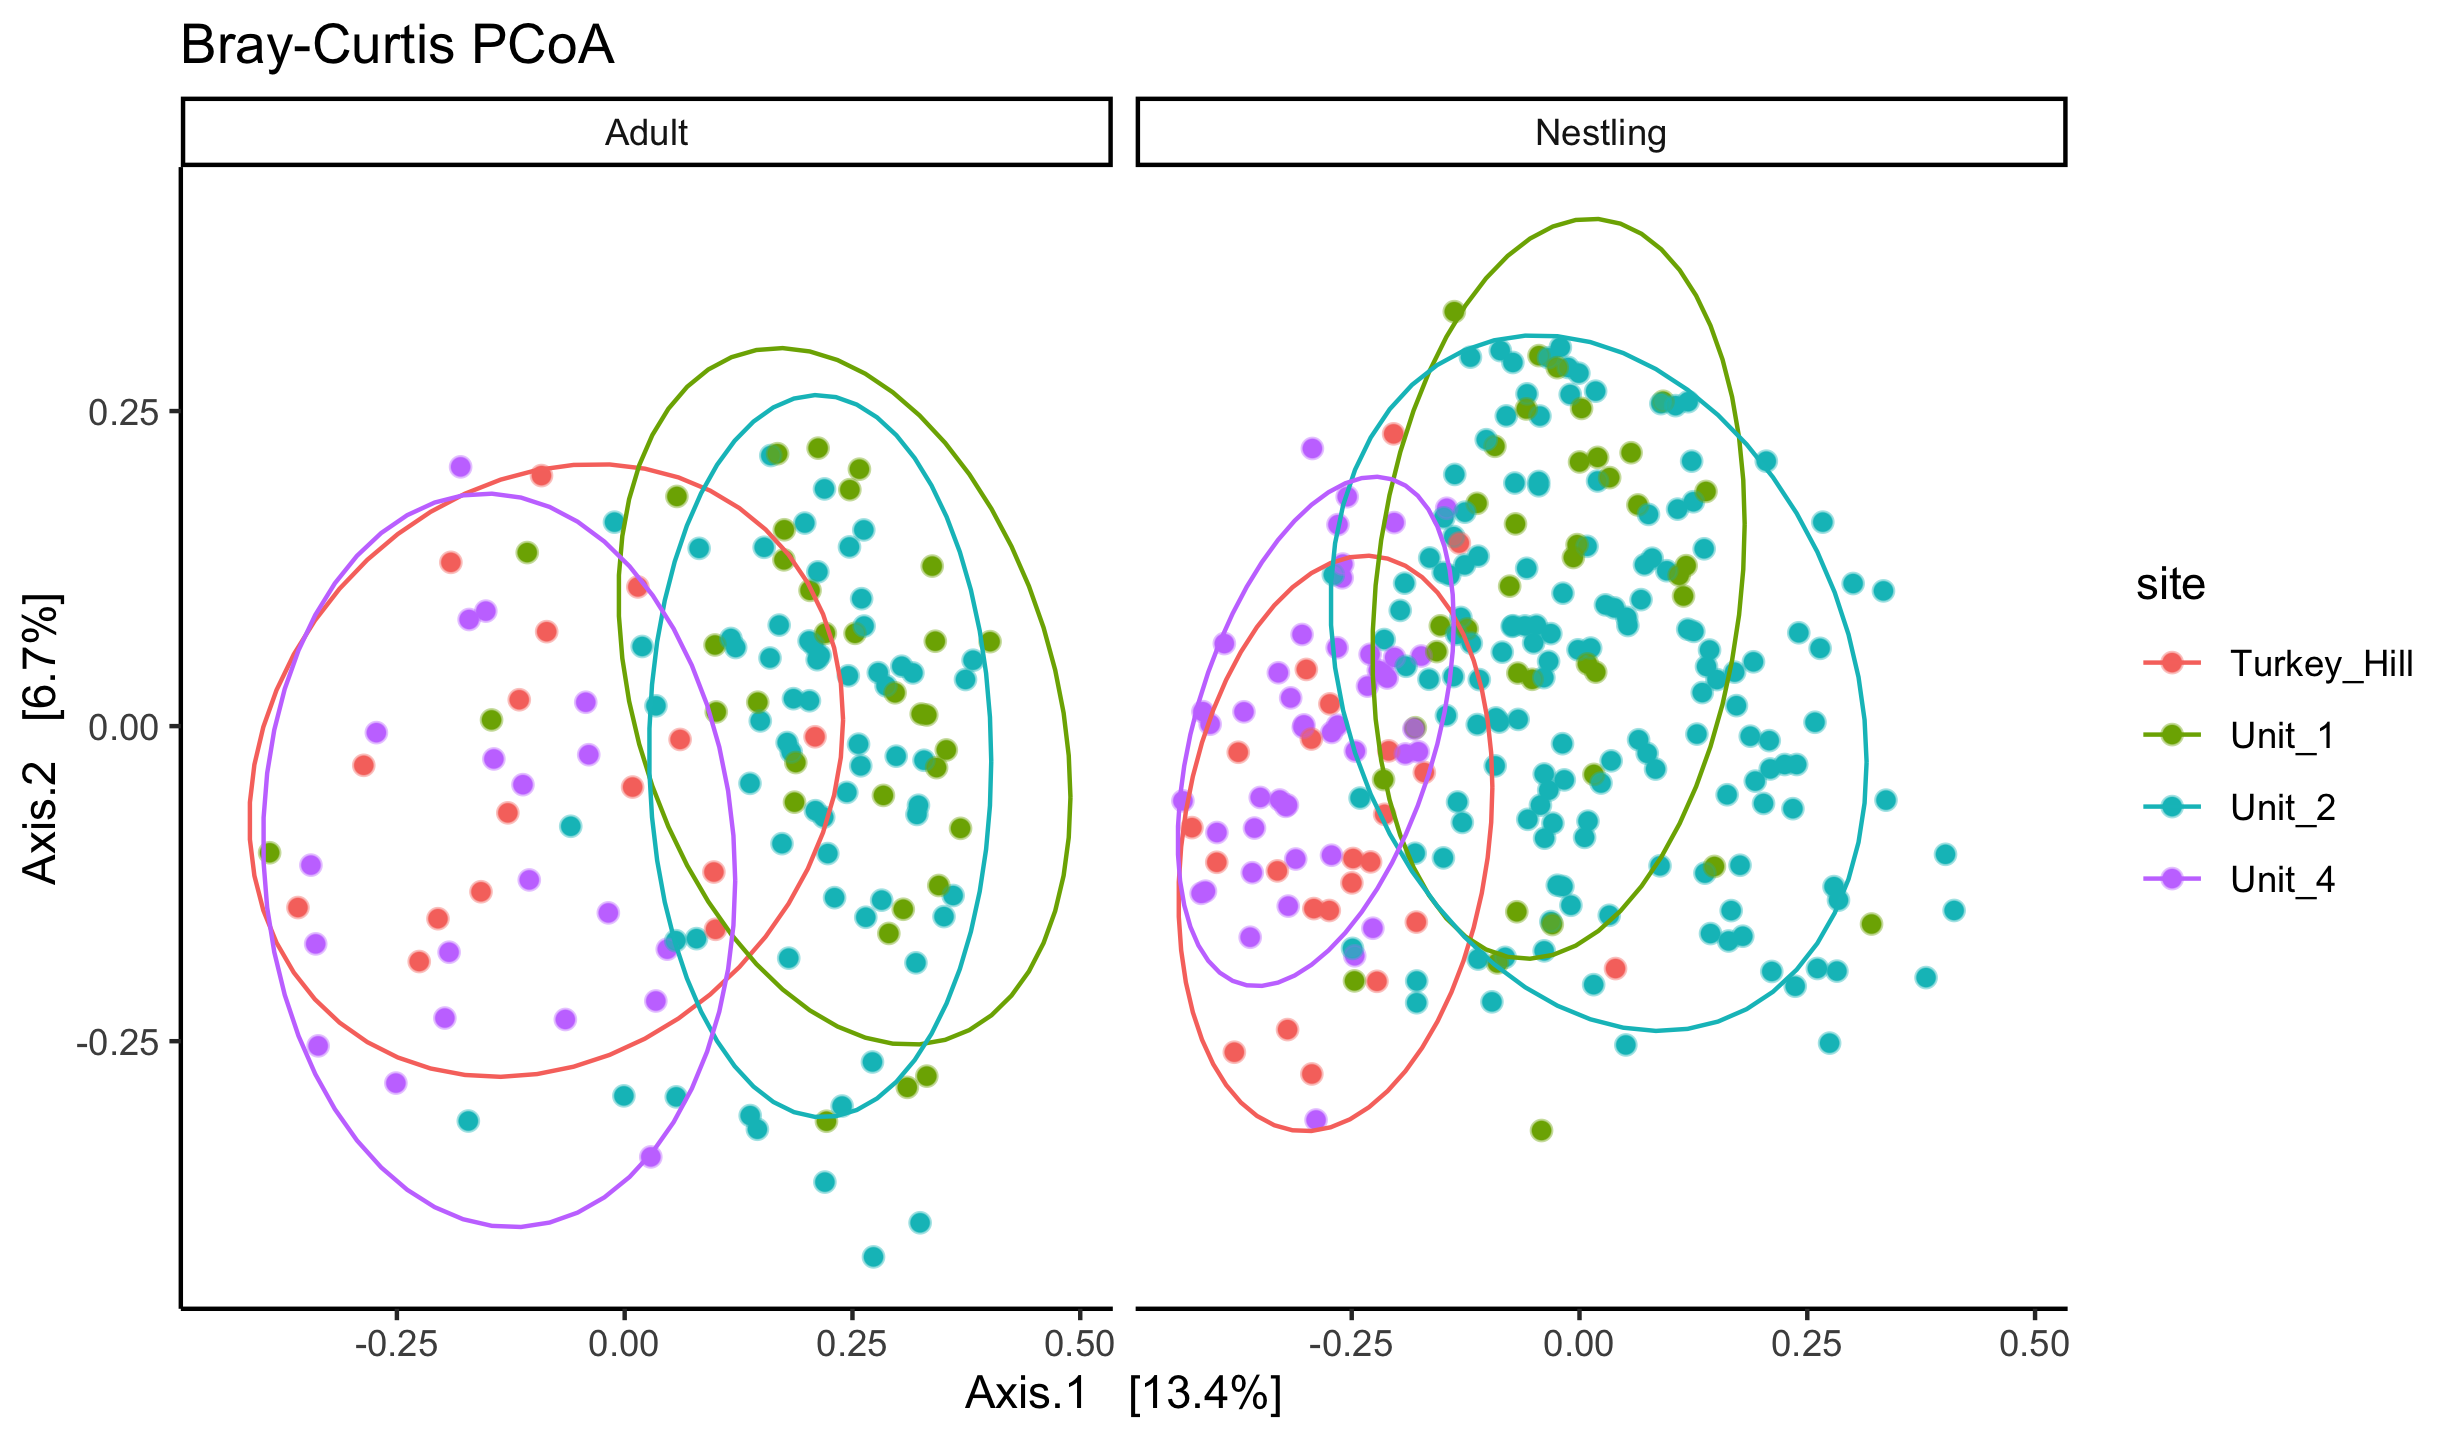 Bray-Curtis PCoA
Adult
Nestling
0.25
0.00
-0.25
Axis.2 [6.7%]
-0.25 0.00 0.25 0.50
-0.25 0.00 0.25 0.50
Axis.1 [13.4%]
site
Turkey_Hill
Unit_1
Unit_2
Unit_4